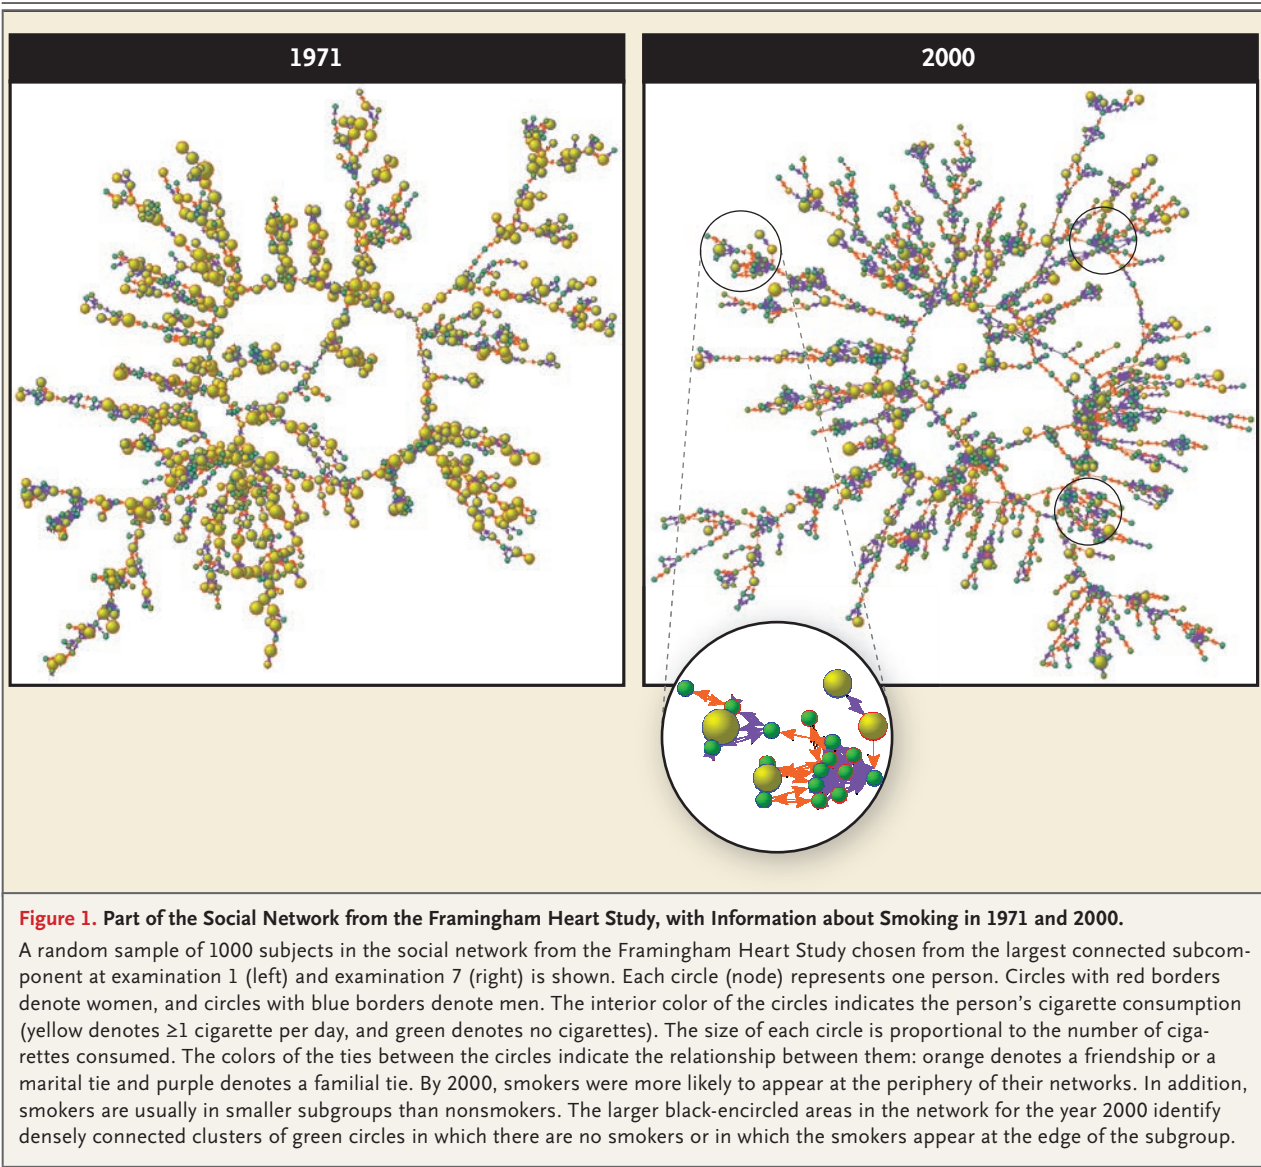 1971
2000
Figure 1. Part of the Social Network from the Framingham Heart Study, with Information about Smoking in 1971 and 2000.
A random sample of 1000 subjects in the social network from the Framingham Heart Study chosen from the largest connected subcom-
ponent at examination 1 (left) and examination 7 (right) is shown. Each circle (node) represents one person. Circles with red borders
denote women, and circles with blue borders denote men. The interior color of the circles indicates the person’s cigarette consumption
(yellow denotes ≥1 cigarette per day, and green denotes no cigarettes). The size of each circle is proportional to the number of ciga-
rettes consumed. The colors of the ties between the circles indicate the relationship between them: orange denotes a friendship or a
marital tie and purple denotes a familial tie. By 2000, smokers were more likely to appear at the periphery of their networks. In addition,
smokers are usually in smaller subgroups than nonsmokers. The larger black-encircled areas in the network for the year 2000 identify
densely connected clusters of green circles in which there are no smokers or in which the smokers appear at the edge of the subgroup.